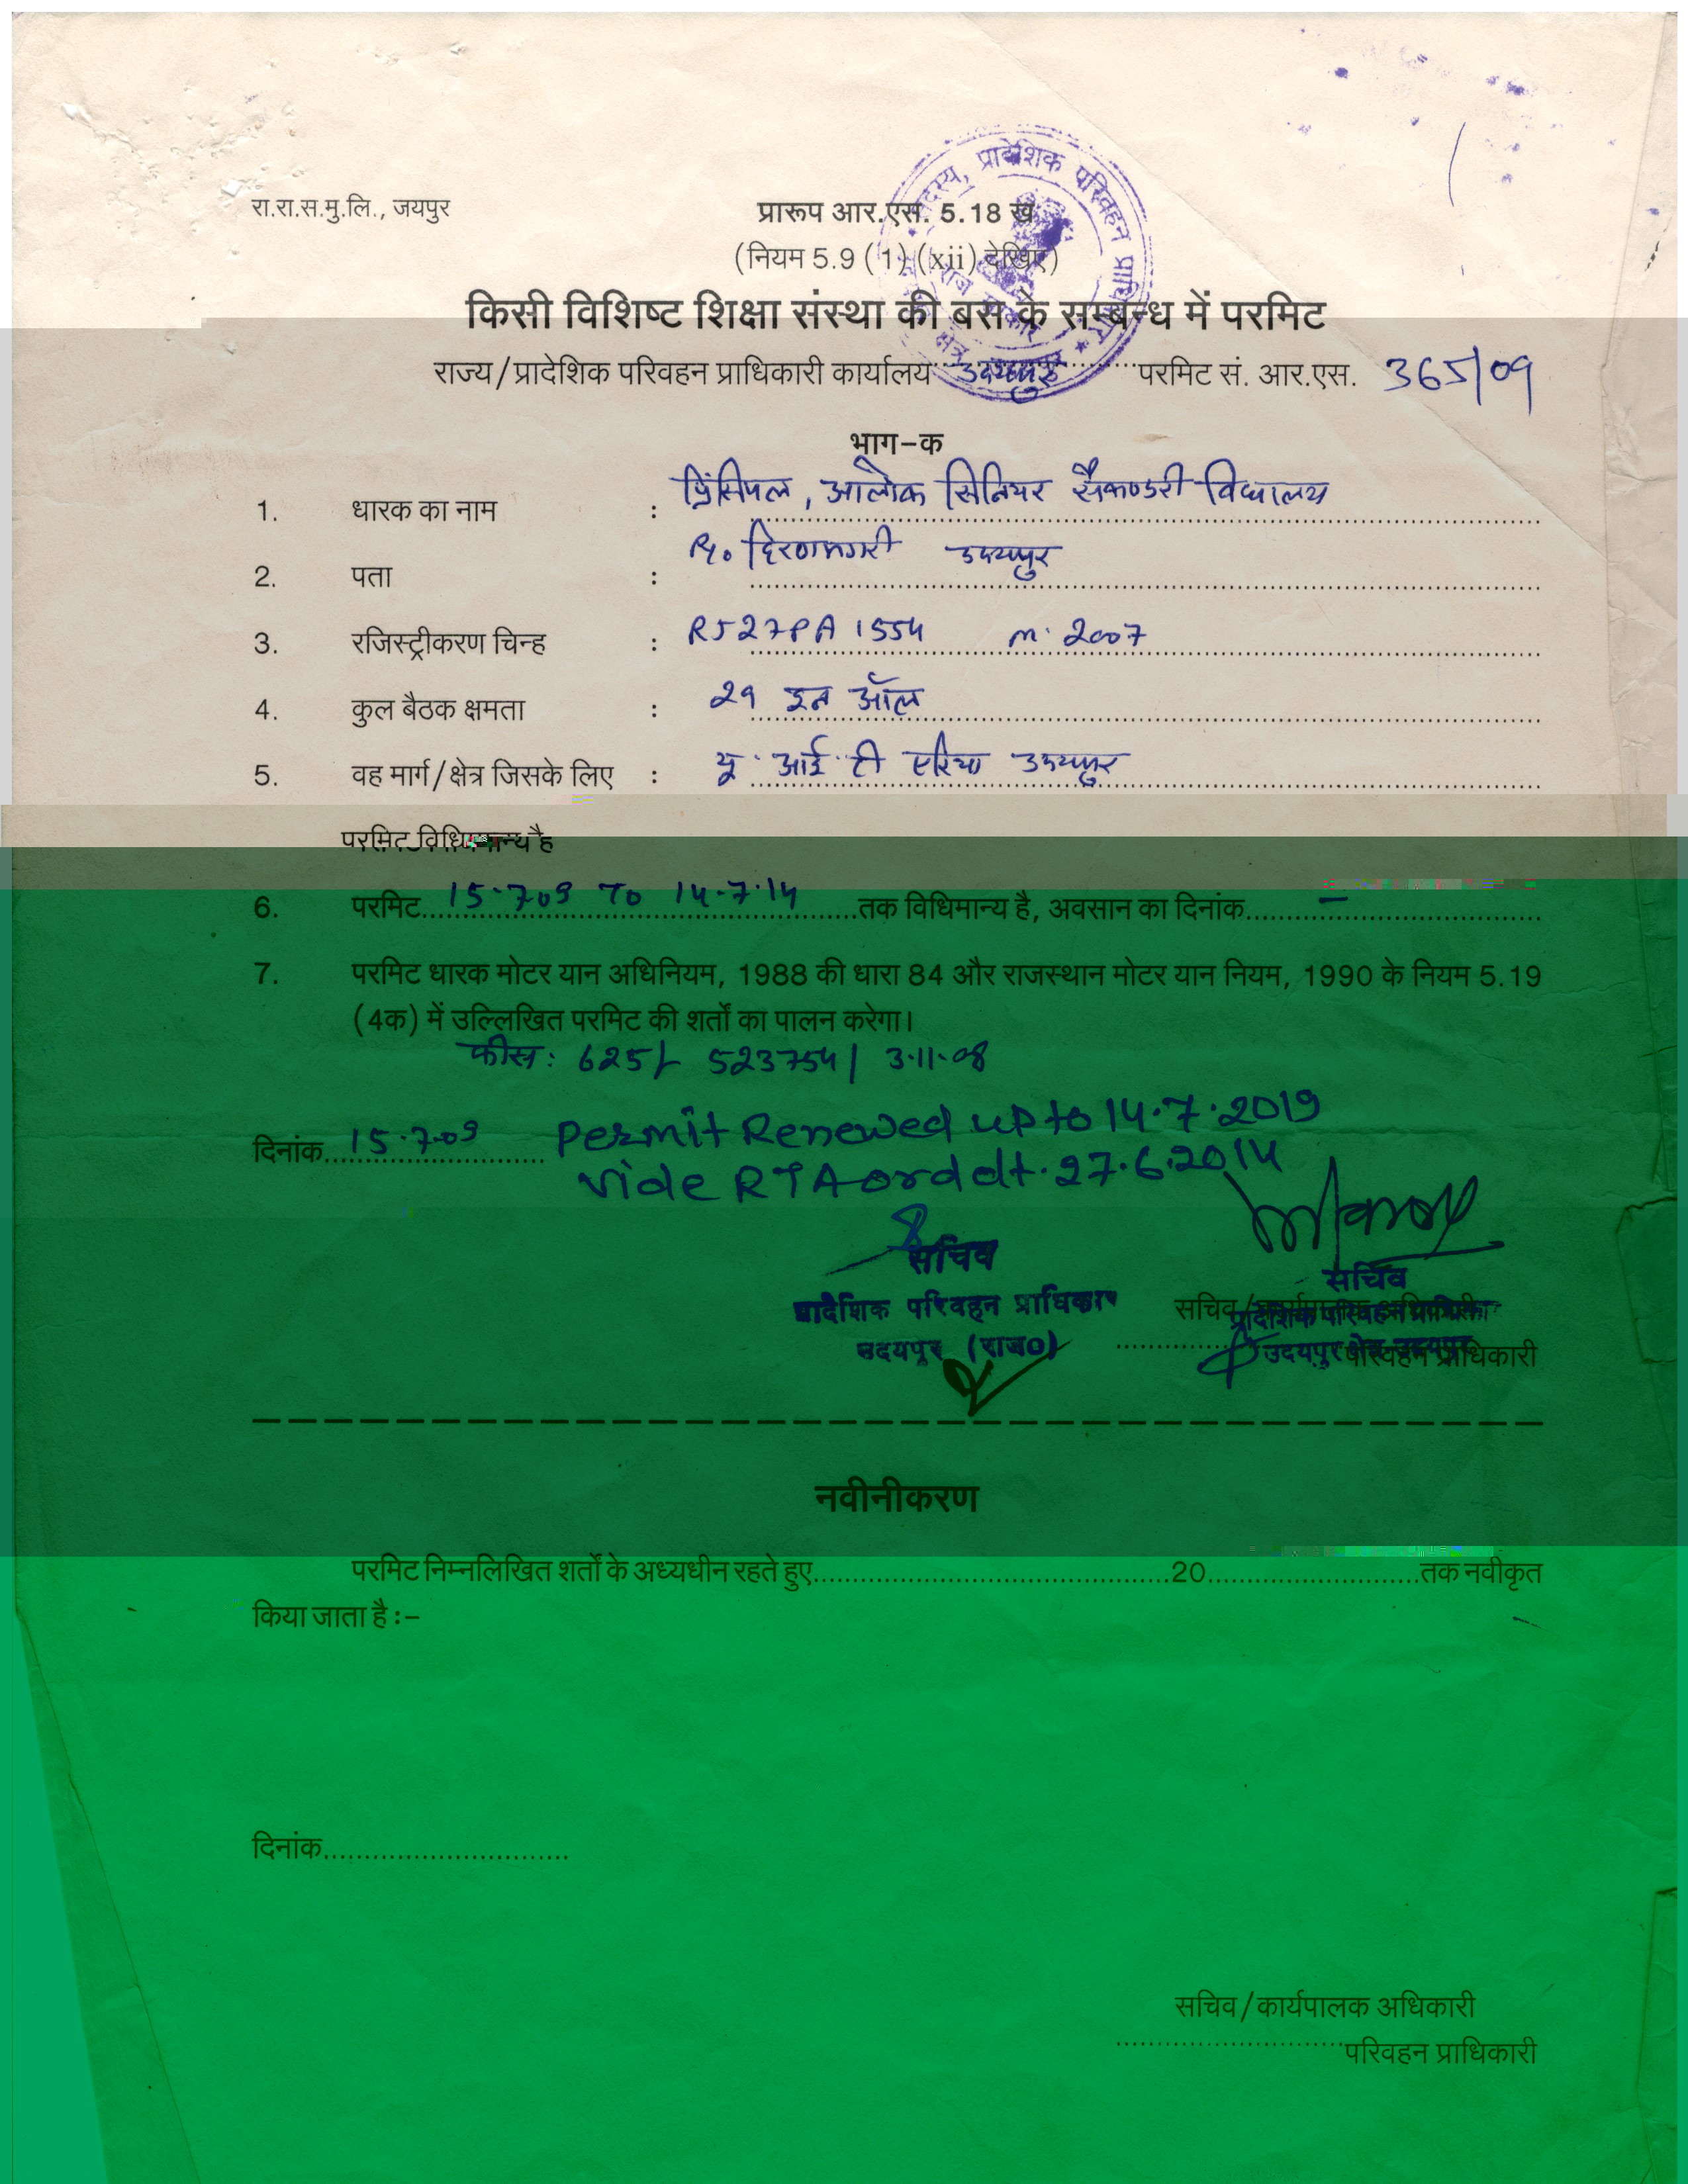 रा.रा.स.मु.लि., जयपुर
प्रारूप आर.एस. 5.18 ख
(नियम 5.9 (1) (xii) देखिए)
किसी विशिष्ट शिक्षा संस्था की बस के सम्बन्ध में परमिट
राज्य/प्रादेशिक परिवहन प्राधिकारी कार्यालय उदयपुर परमिट सं. आर.एस. 365/09
भाग-क
1. धारक का नाम : प्रिंसिपल, आलोक सिनियर सैकण्डरी विद्यालय
2. पता : हिरणमगरी उदयपुर
3. रजिस्ट्रीकरण चिन्ह : RJ27PA 1554 m. 2007
4. कुल बैठक क्षमता : 29 इन ऑल
5. वह मार्ग/क्षेत्र जिसके लिए : यू. आई. टी एरिया उदयपुर
परमिट विधिमान्य है
6. परमिट 15-7-09 To 14-7-14 तक विधिमान्य है, अवसान का दिनांक —
7. परमिट धारक मोटर यान अधिनियम, 1988 की धारा 84 और राजस्थान मोटर यान नियम, 1990 के नियम 5.19
(4क) में उल्लिखित परमिट की शर्तों का पालन करेगा।
फीस: 625/- 523754/ 3-11-08
दिनांक 15-7-09 Permit Renewed up to 14.7.2019
vide RTA ord dt. 27.6.2014
सचिव
प्रादेशिक परिवहन प्राधिकार
उदयपुर (राज0)
सचिव
सचिव/कार्यपालक अधिकारी
प्रादेशिक परिवहन प्राधिकार
उदयपुर क्षेत्र उदयपुर
परिवहन प्राधिकारी
नवीनीकरण
परमिट निम्नलिखित शर्तों के अध्यधीन रहते हुए 20 तक नवीकृत
किया जाता है :-
दिनांक
सचिव/कार्यपालक अधिकारी
परिवहन प्राधिकारी